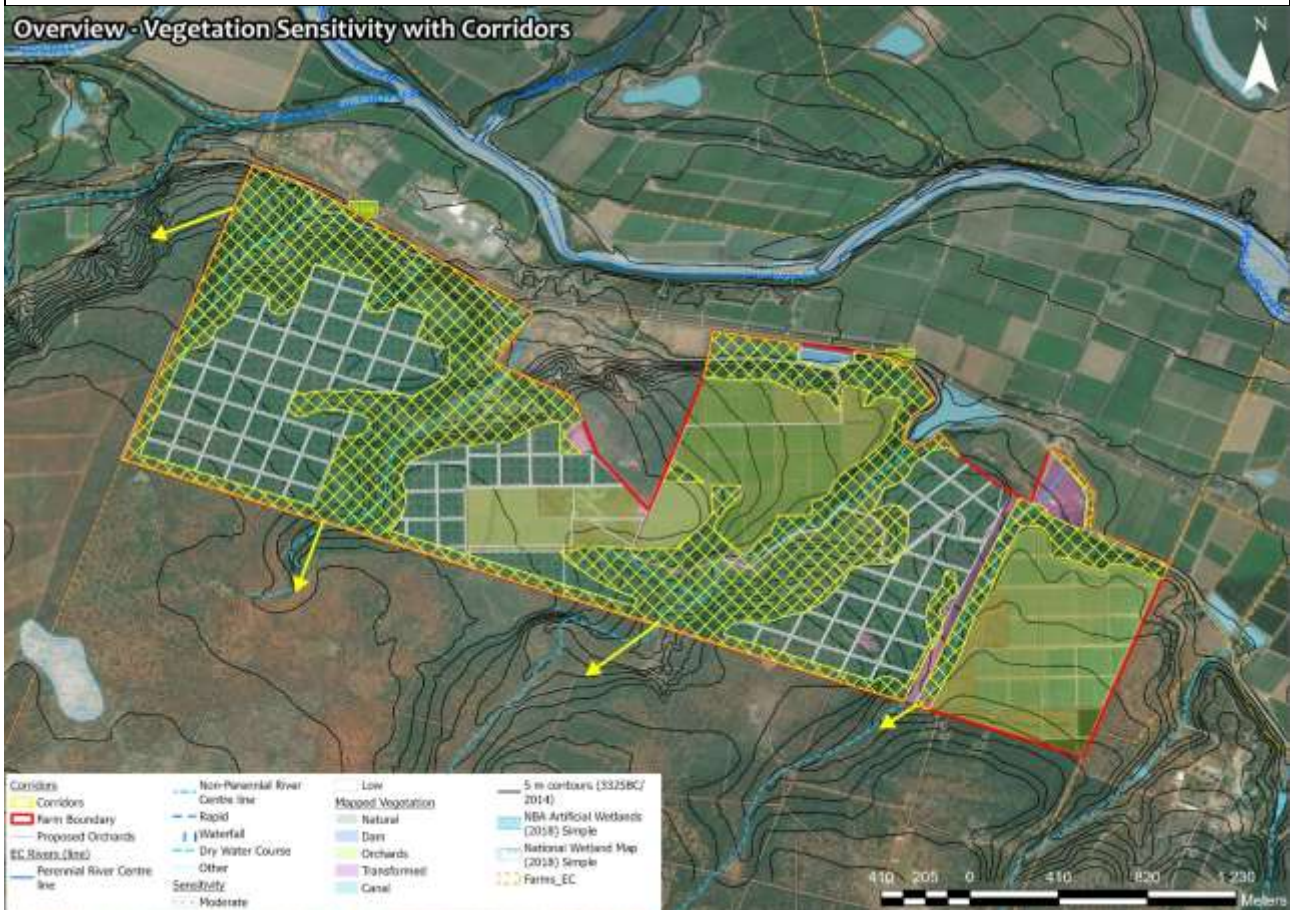 Overview - Vegetation Sensitivity with Corridors
N
Corridors
Corridors
Farm Boundary
Proposed Orchards
EC Rivers (line)
Perennial River Centre
line
Non-Perennial River
Centre line
Rapid
Waterfall
Dry Water Course
Other
Sensitivity
Moderate
Low
Mapped Vegetation
Natural
Dam
Orchards
Transformed
Canal
5 m contours (3325BC/
2014)
NBA Artificial Wetlands
(2018) Simple
National Wetland Map
(2018) Simple
Farms_EC
410 205 0 410 820 1 230
Meters